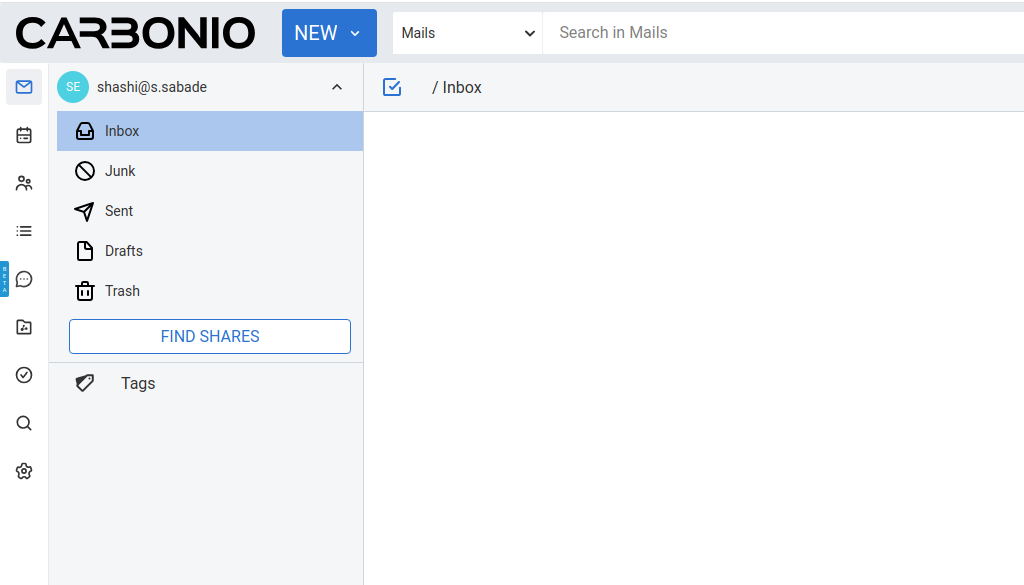 CARBONIO
NEW
Mails
Search in Mails
SE
shashi@s.sabade
/ Inbox
Inbox
Junk
Sent
Drafts
BETA
Trash
FIND SHARES
Tags